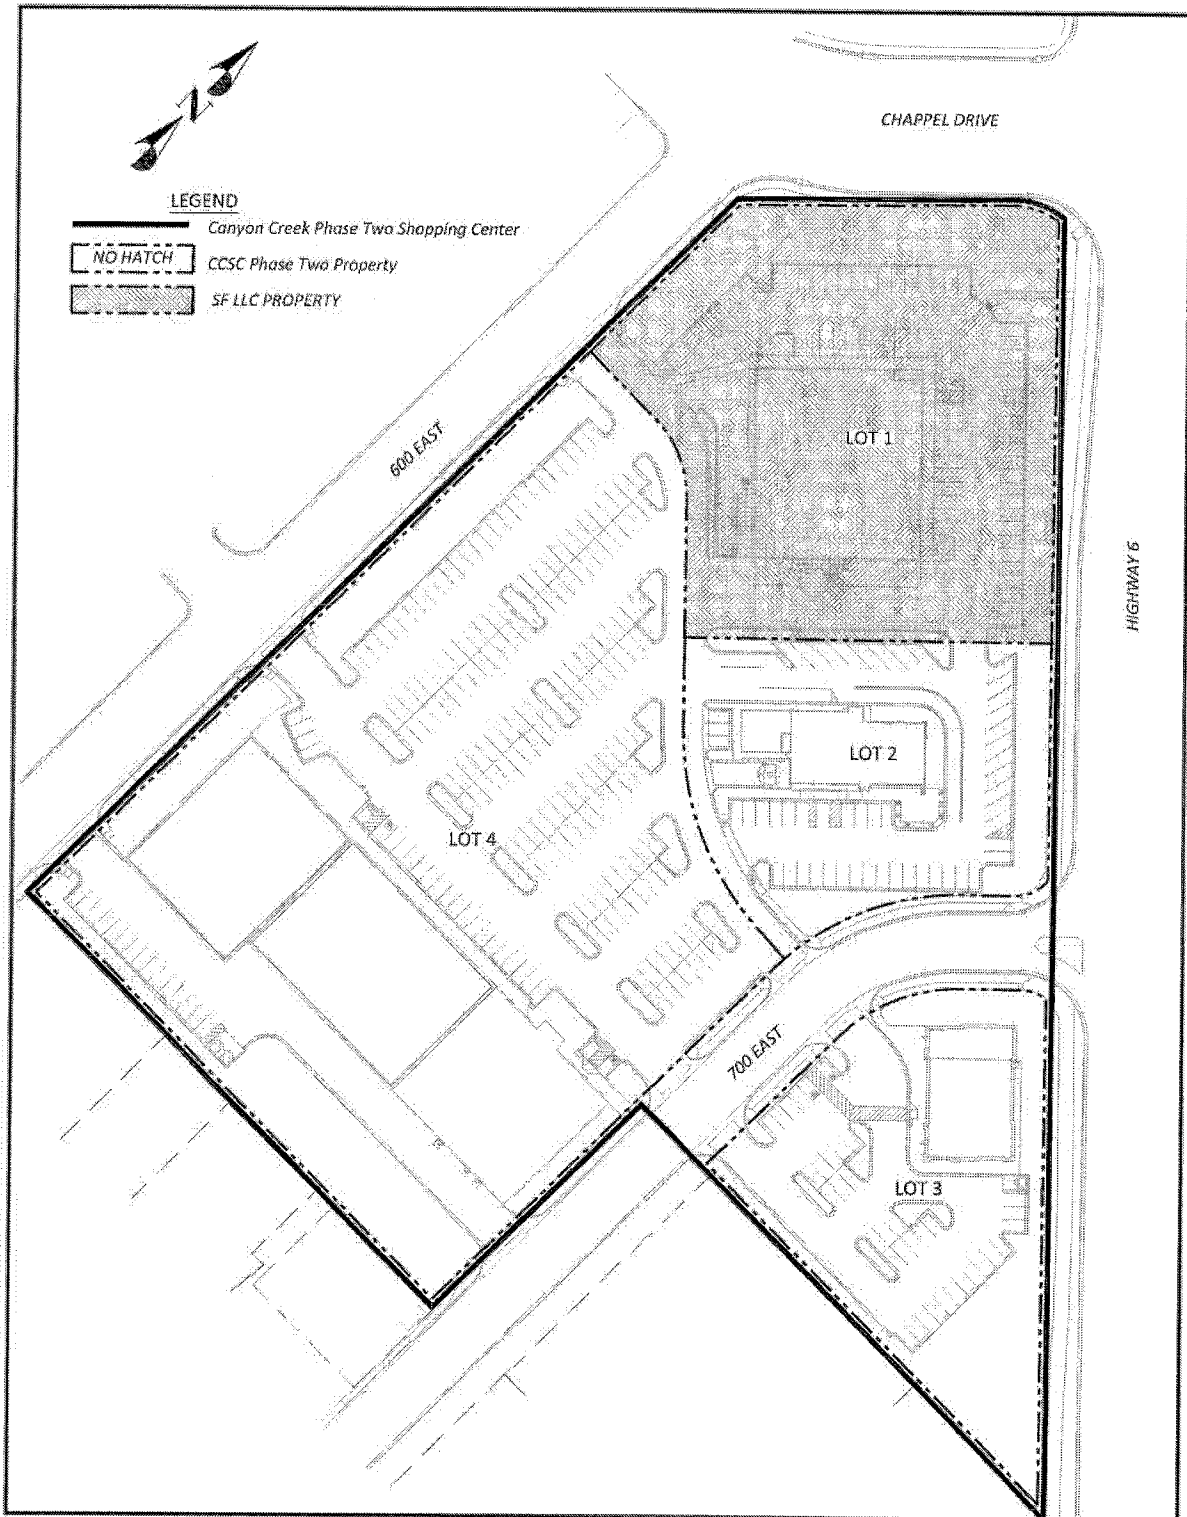 CHAPPEL DRIVE
N
LEGEND
Canyon Creek Phase Two Shopping Center
NO HATCH
CCSC Phase Two Property
SF LLC PROPERTY
600 EAST
LOT 1
HIGHWAY 6
LOT 2
LOT 4
700 EAST
LOT 3